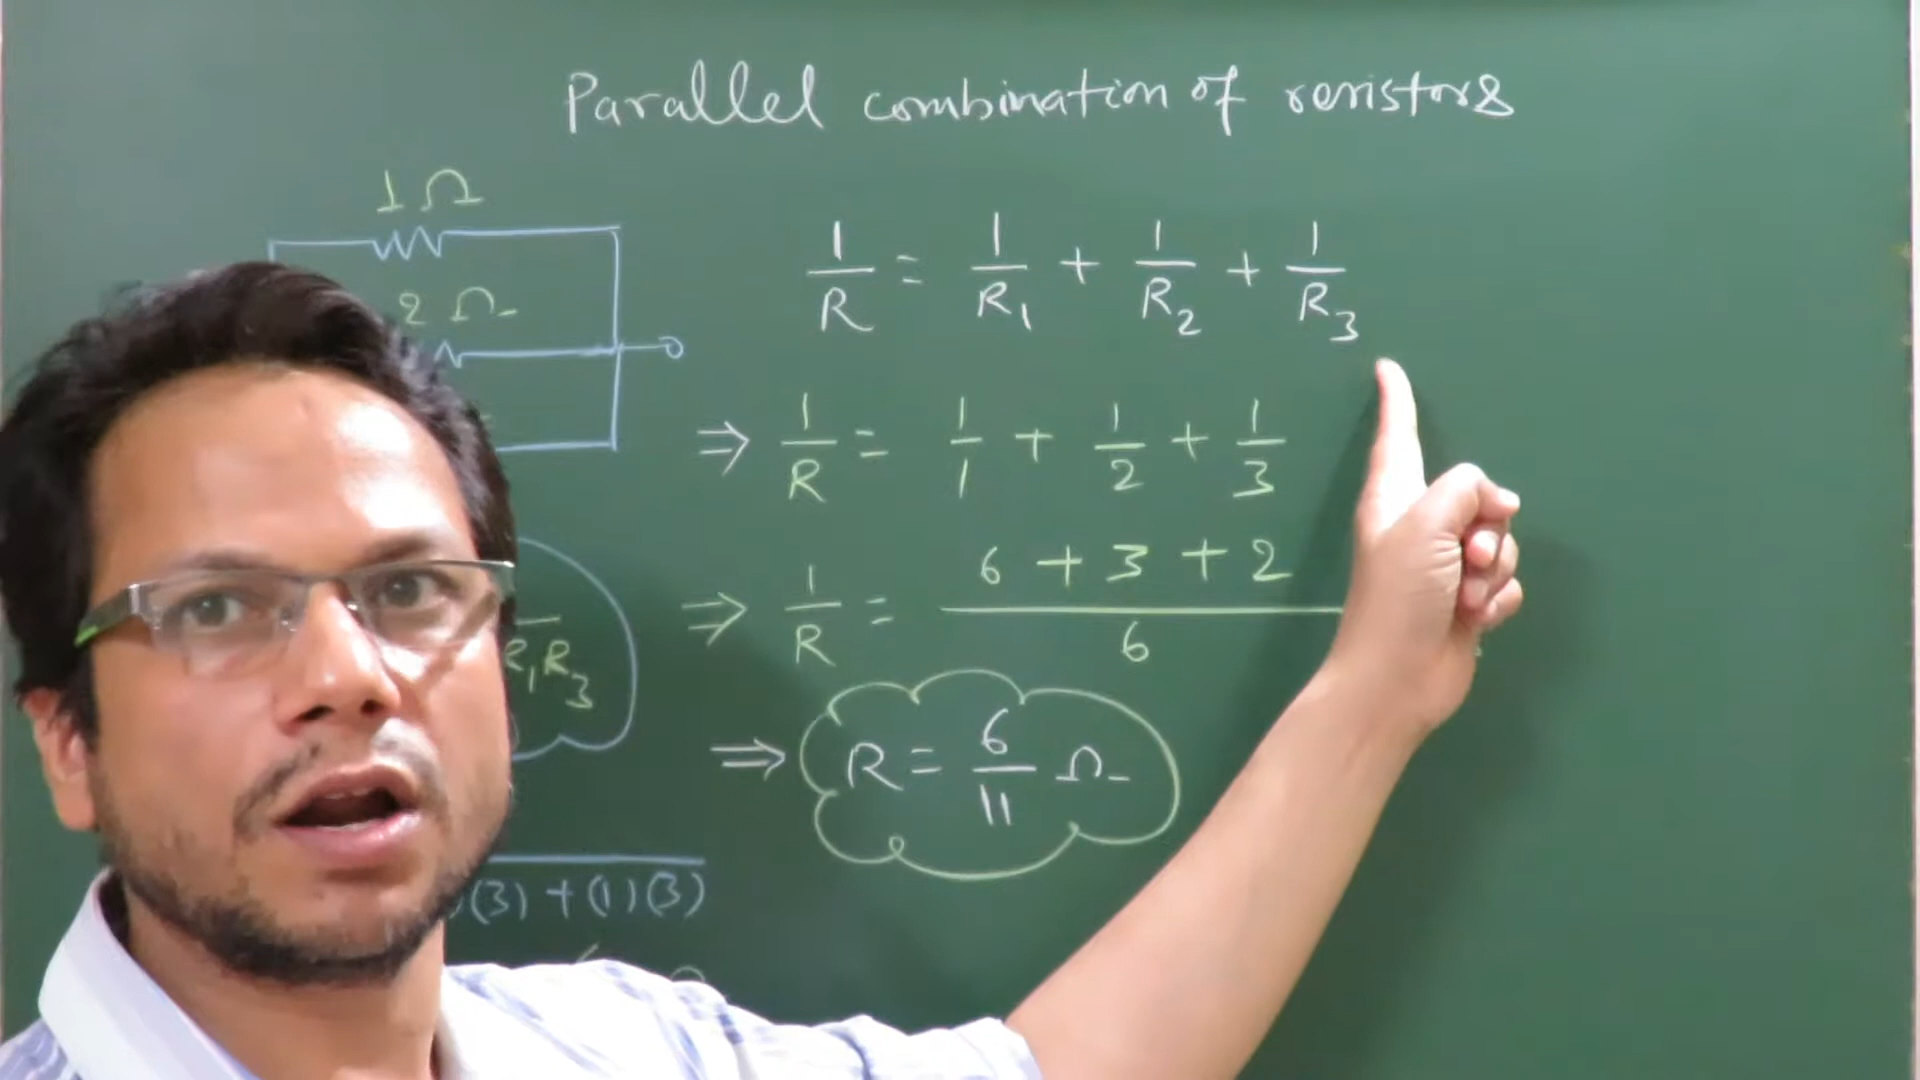 Parallel combination of resistors
1 Ω
2 Ω
1/R = 1/R₁ + 1/R₂ + 1/R₃
⇒ 1/R = 1/1 + 1/2 + 1/3
⇒ 1/R = (6 + 3 + 2)/6
R₁R₃
⇒ R = 6/11 Ω
)(3) + (1)(3)